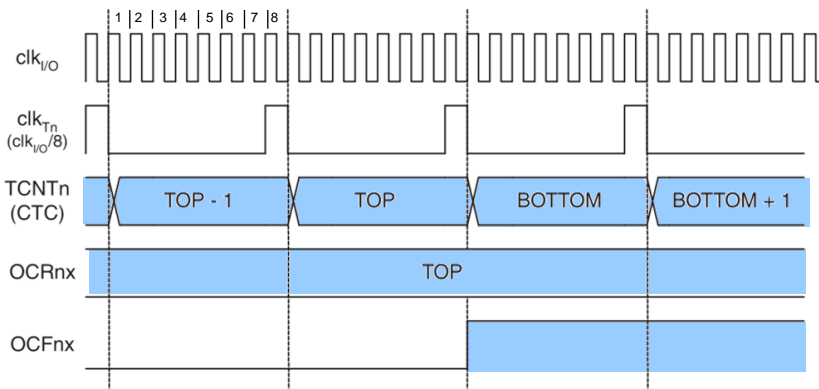 1 | 2 | 3 | 4 | 5 | 6 | 7 | 8
clkI/O
clkTn
(clkI/O/8)
TCNTn
(CTC)
TOP - 1
TOP
BOTTOM
BOTTOM + 1
OCRnx
TOP
OCFnx